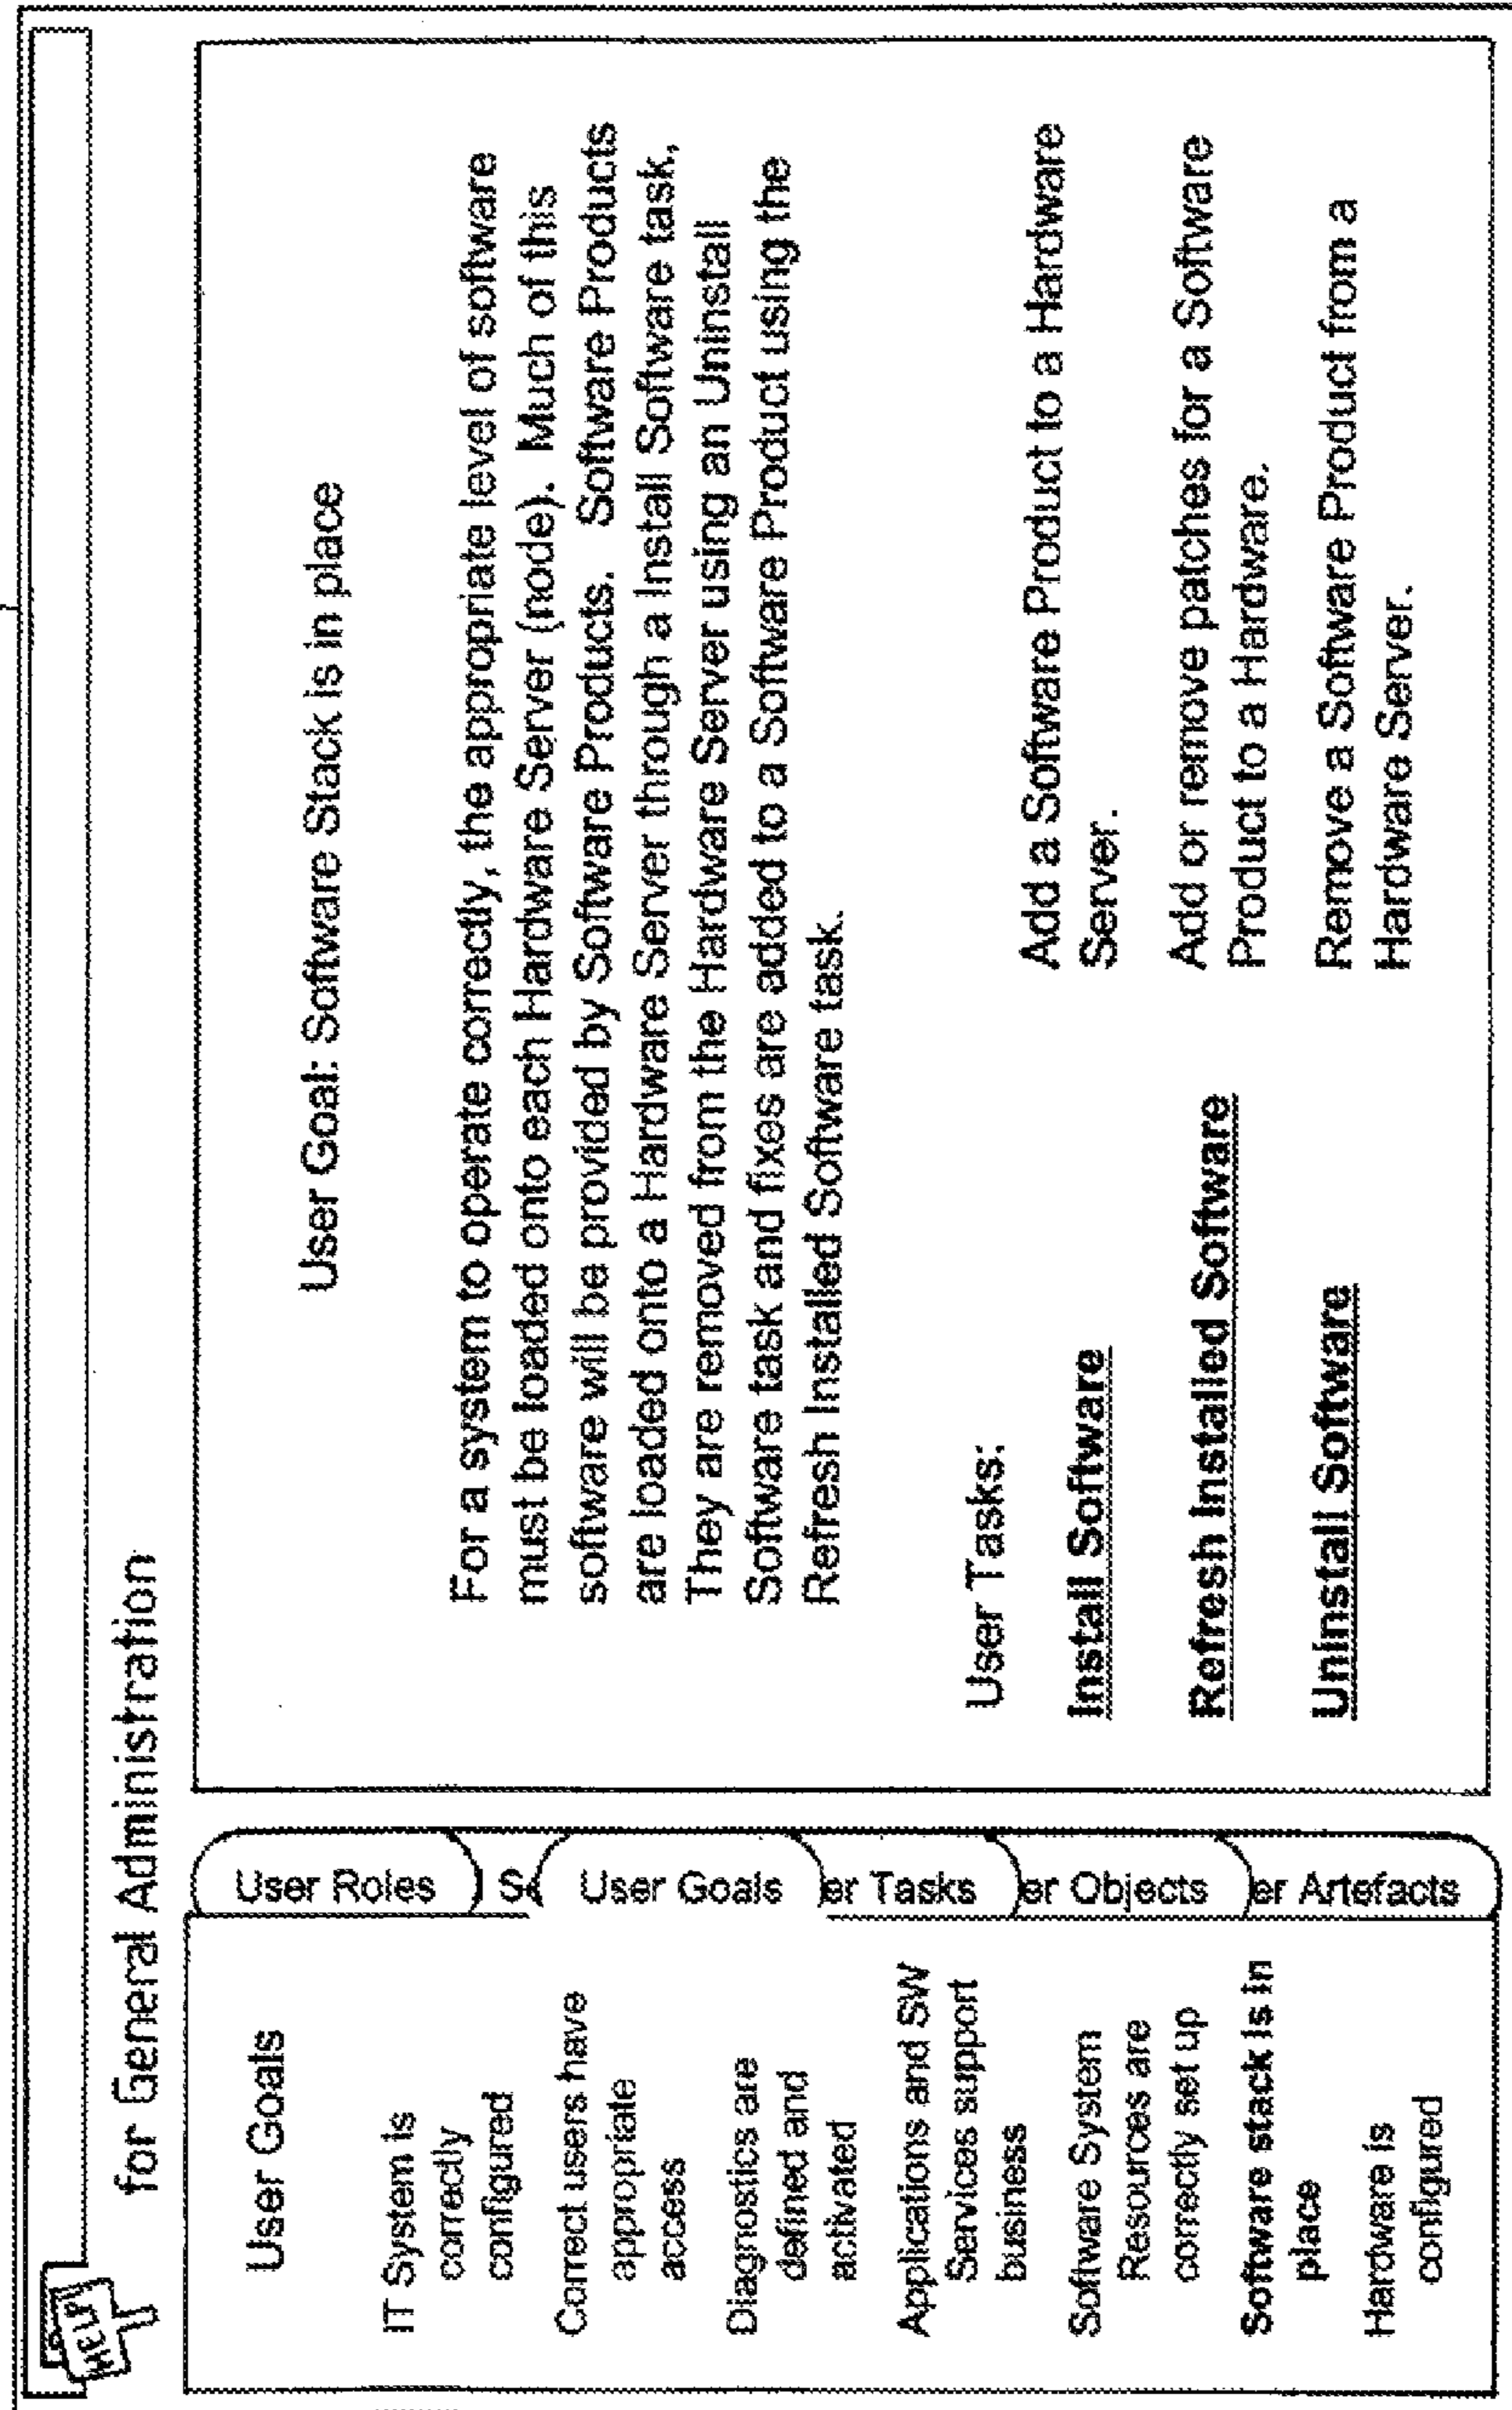 HELP!
for General Administration
User Roles
User Goals
er Tasks
er Objects
er Artefacts
User Goals
IT System is
correctly
configured
Correct users have
appropriate
access
Diagnostics are
defined and
activated
Applications and SW
Services support
business
Software System
Resources are
correctly set up
Software stack is in
place
Hardware is
configured
User Goal: Software Stack is in place
For a system to operate correctly, the appropriate level of software
must be loaded onto each Hardware Server (node). Much of this
software will be provided by Software Products. Software Products
are loaded onto a Hardware Server through a Install Software task,
They are removed from the Hardware Server using an Uninstall
Software task and fixes are added to a Software Product using the
Refresh Installed Software task.
User Tasks:
Install Software
Add a Software Product to a Hardware
Server.
Refresh Installed Software
Add or remove patches for a Software
Product to a Hardware.
Uninstall Software
Remove a Software Product from a
Hardware Server.